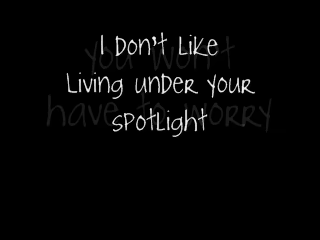 I Don't Like
Living under your
spotlight
you won't
have to worry